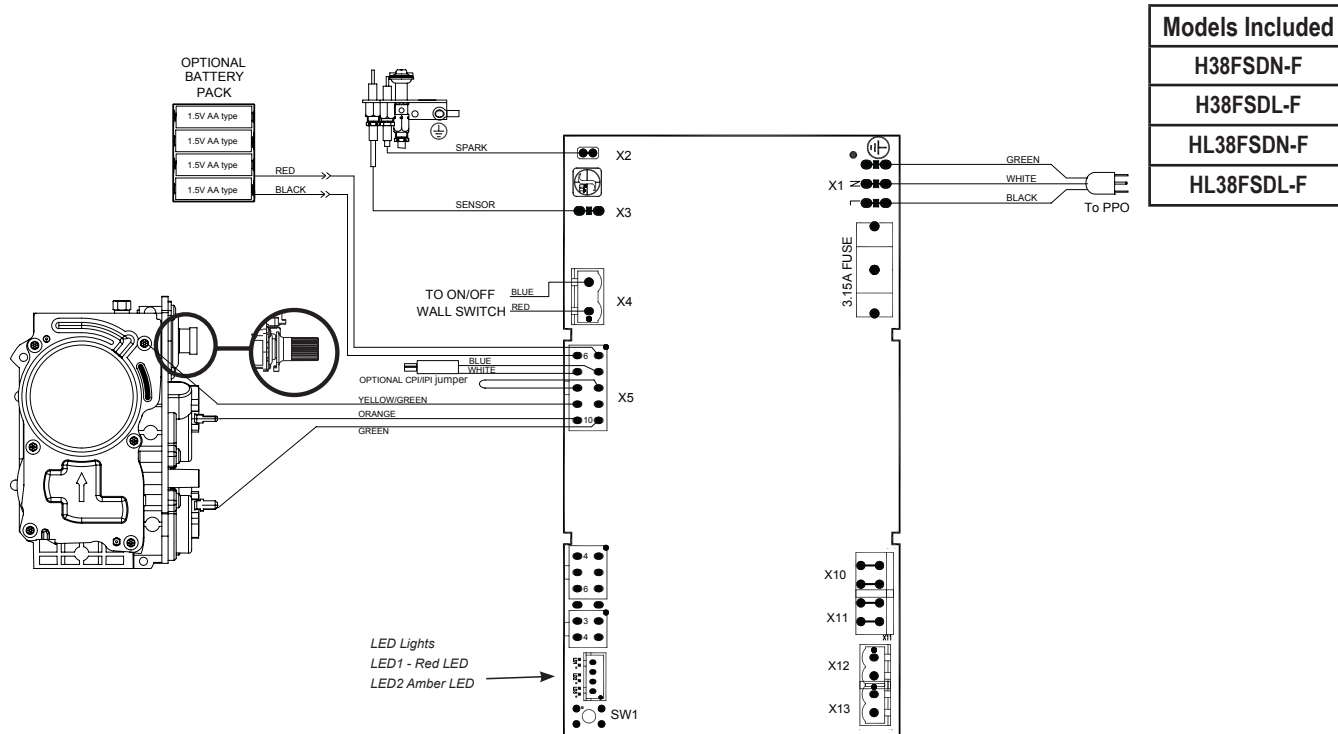 Models Included
H38FSDN-F
H38FSDL-F
HL38FSDN-F
HL38FSDL-F
OPTIONAL
BATTERY
PACK
1.5V AA type
1.5V AA type
1.5V AA type
1.5V AA type
RED
BLACK
SPARK
SENSOR
X2
X3
X1
N
L
GREEN
WHITE
BLACK
To PPO
3.15A FUSE
TO ON/OFF
WALL SWITCH
BLUE
RED
X4
6
BLUE
WHITE
OPTIONAL CPI/IPI jumper
X5
YELLOW/GREEN
ORANGE
GREEN
10
4
6
3
4
X10
X11
X11
X12
X13
LED Lights
LED1 - Red LED
LED2 Amber LED
SW1